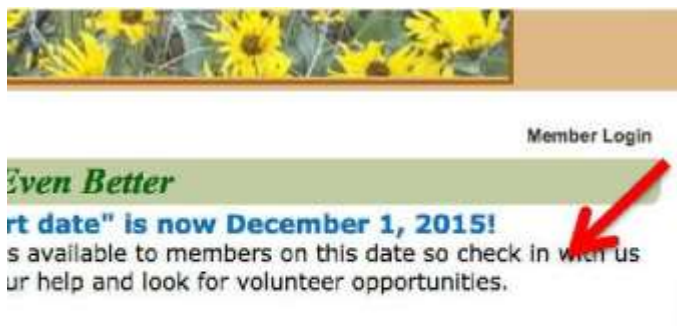 Member Login
Even Better
rt date" is now December 1, 2015!
s available to members on this date so check in with us
ur help and look for volunteer opportunities.